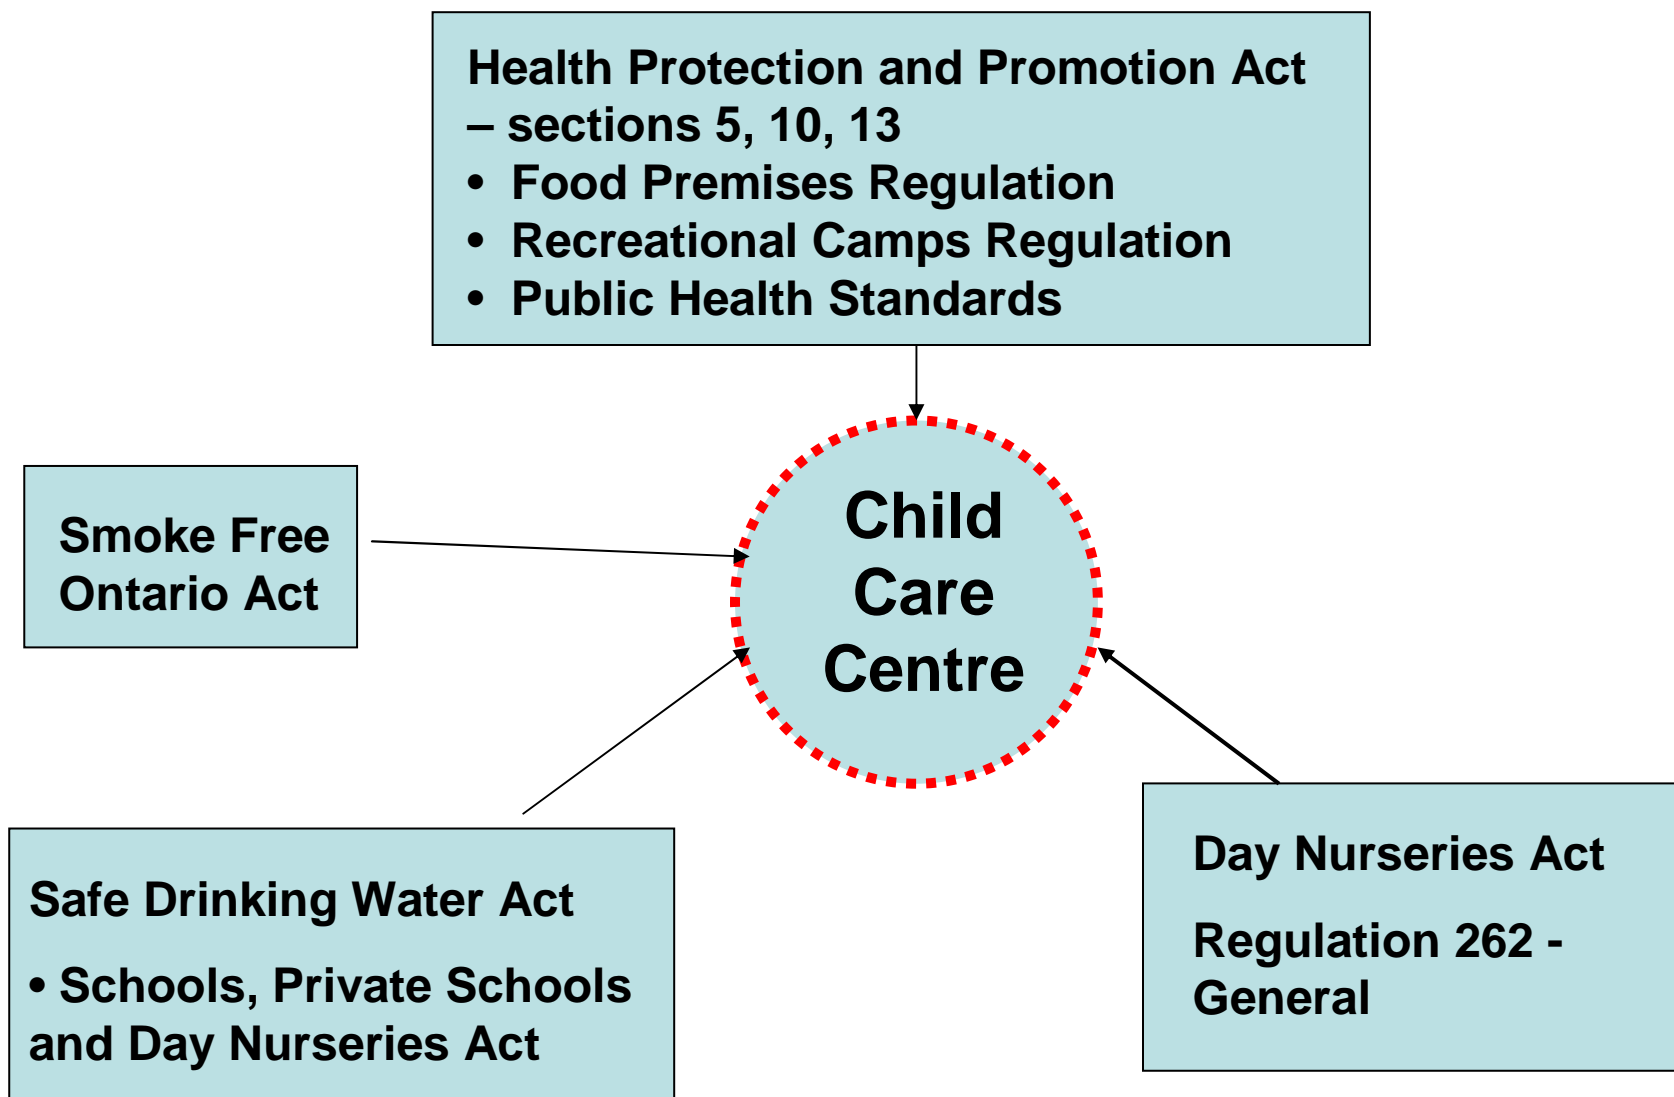 Health Protection and Promotion Act
– sections 5, 10, 13
• Food Premises Regulation
• Recreational Camps Regulation
• Public Health Standards
Smoke Free
Ontario Act
Child
Care
Centre
Safe Drinking Water Act
• Schools, Private Schools
and Day Nurseries Act
Day Nurseries Act
Regulation 262 -
General